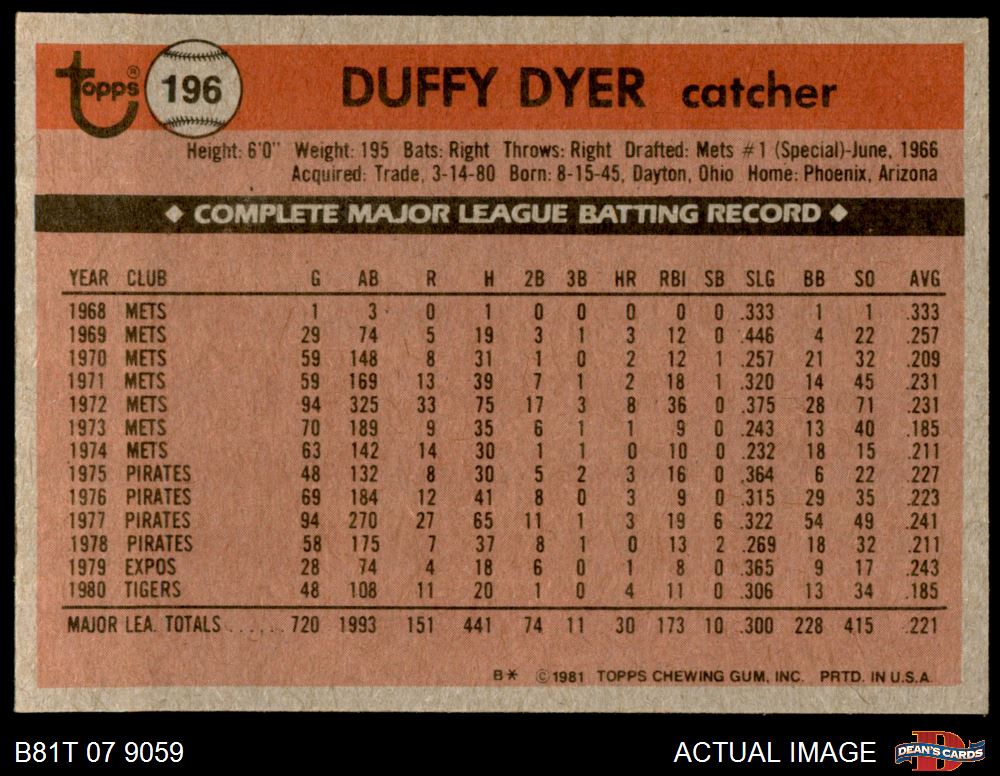 topps® 196 DUFFY DYER catcher
Height: 6'0" Weight: 195 Bats: Right Throws: Right Drafted: Mets #1 (Special)-June, 1966
Acquired: Trade, 3-14-80 Born: 8-15-45, Dayton, Ohio Home: Phoenix, Arizona
◆ COMPLETE MAJOR LEAGUE BATTING RECORD ◆
YEAR CLUB G AB R H 2B 3B HR RBI SB SLG BB SO AVG
1968 METS 1 3 0 1 0 0 0 0 0 .333 1 1 .333
1969 METS 29 74 5 19 3 1 3 12 0 .446 4 22 .257
1970 METS 59 148 8 31 1 0 2 12 1 .257 21 32 .209
1971 METS 59 169 13 39 7 1 2 18 1 .320 14 45 .231
1972 METS 94 325 33 75 17 3 8 36 0 .375 28 71 .231
1973 METS 70 189 9 35 6 1 1 9 0 .243 13 40 .185
1974 METS 63 142 14 30 1 1 0 10 0 .232 18 15 .211
1975 PIRATES 48 132 8 30 5 2 3 16 0 .364 6 22 .227
1976 PIRATES 69 184 12 41 8 0 3 9 0 .315 29 35 .223
1977 PIRATES 94 270 27 65 11 1 3 19 6 .322 54 49 .241
1978 PIRATES 58 175 7 37 8 1 0 13 2 .269 18 32 .211
1979 EXPOS 28 74 4 18 6 0 1 8 0 .365 9 17 .243
1980 TIGERS 48 108 11 20 1 0 4 11 0 .306 13 34 .185
MAJOR LEA. TOTALS ...... 720 1993 151 441 74 11 30 173 10 .300 228 415 .221
B* ©1981 TOPPS CHEWING GUM, INC. PRTD. IN U.S.A.
B81T 07 9059 ACTUAL IMAGE D DEAN'S CARDS